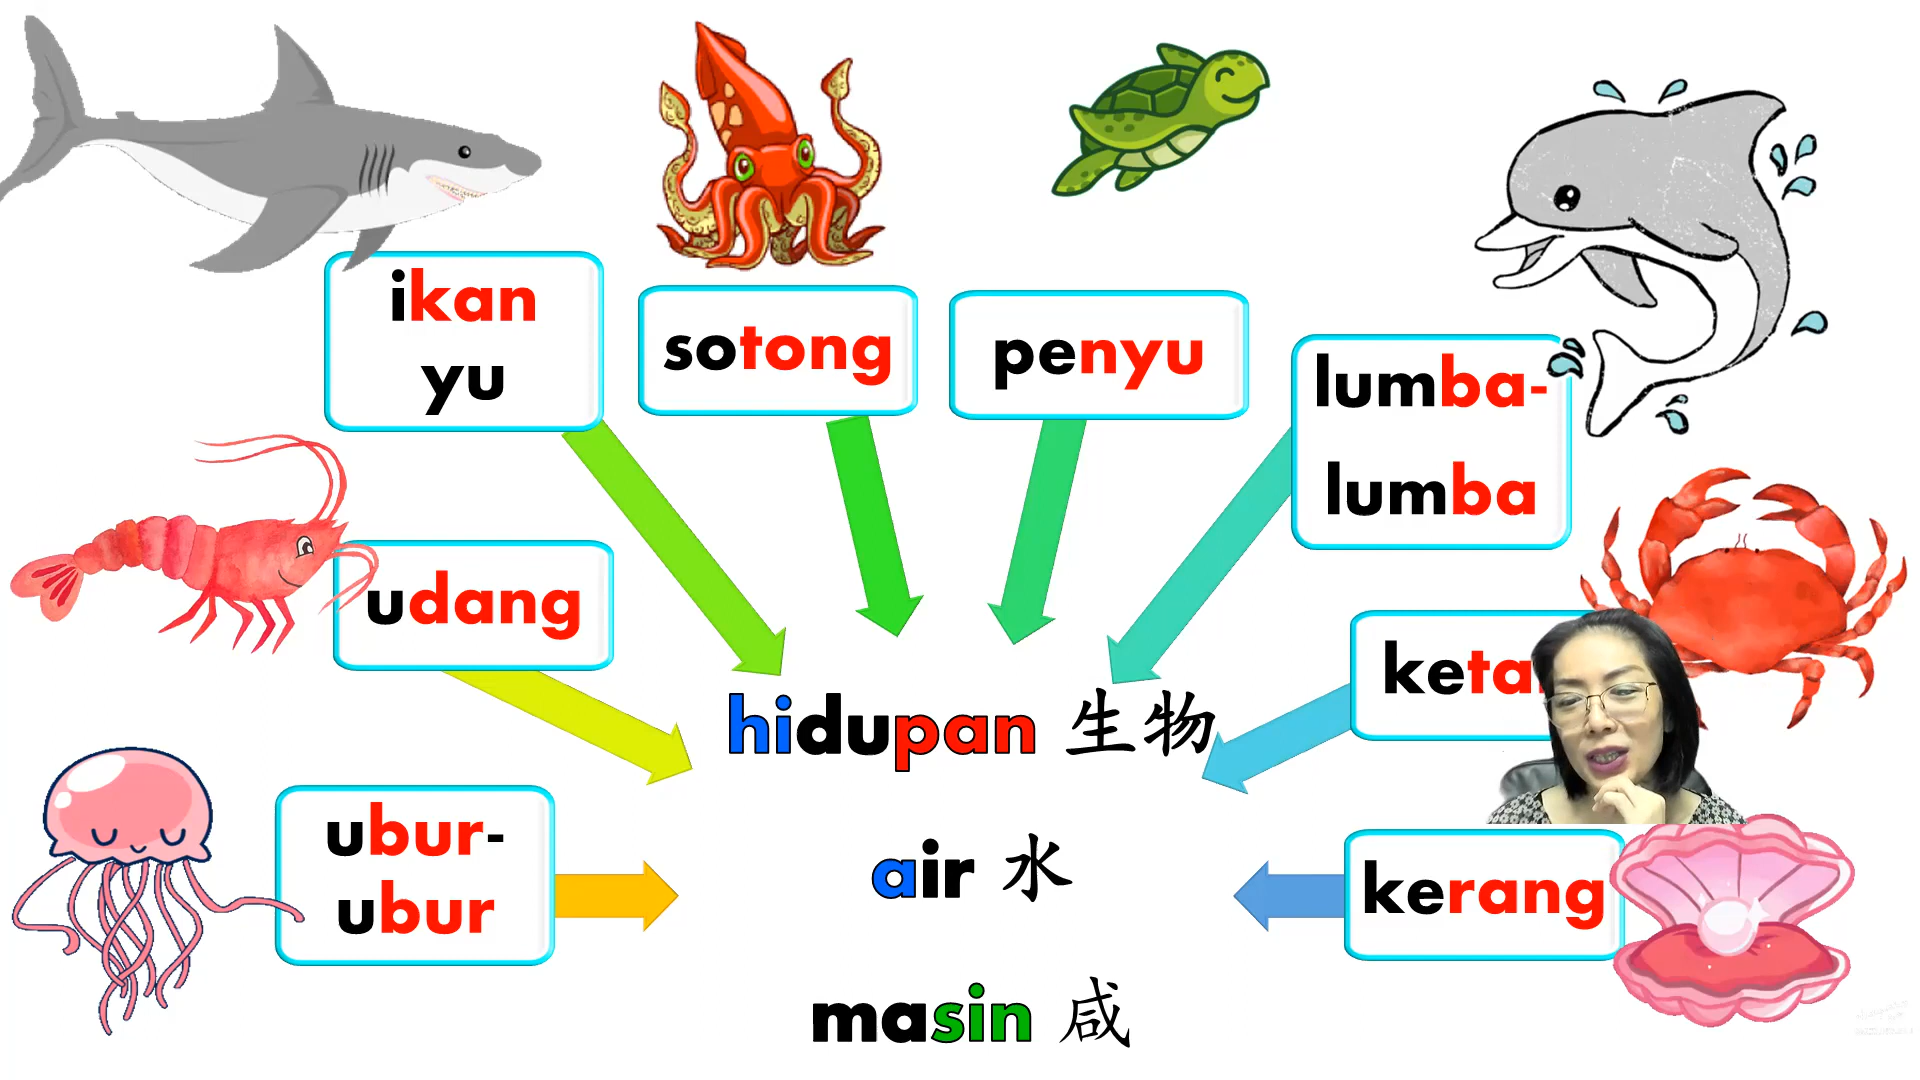 ikan
yu
sotong
penyu
lumba-
lumba
udang
hidupan 生物
ubur-
ubur
air 水
kerang
masin 咸